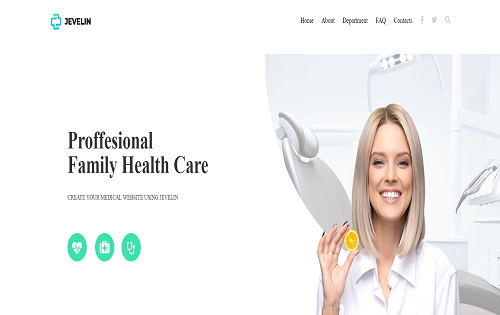 JEVELIN
Home About Department FAQ Contacts
Proffesional
Family Health Care
CREATE YOUR MEDICAL WEBSITE USING JEVELIN